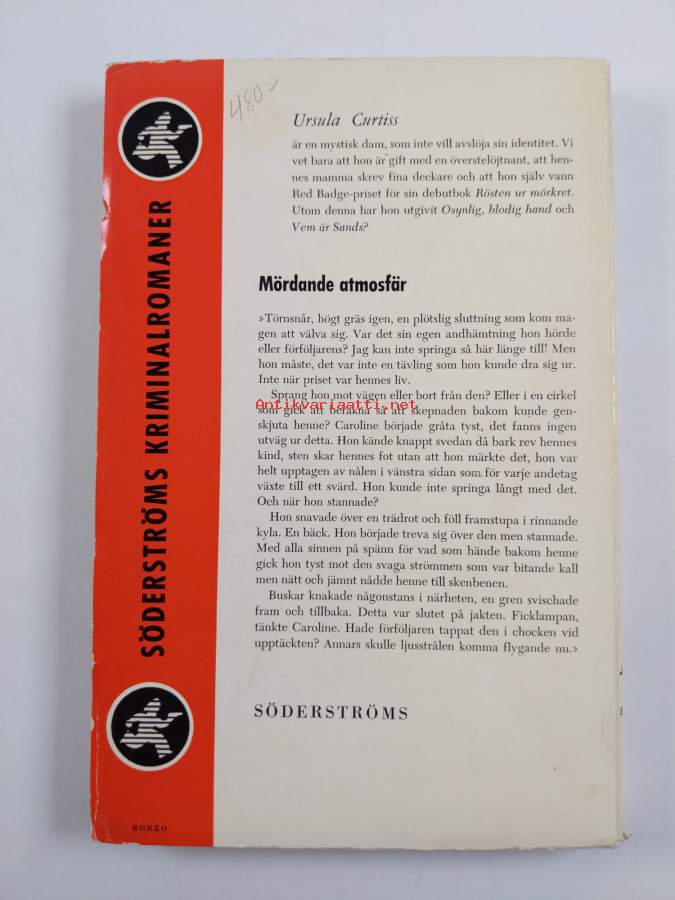 480-
Ursula Curtiss
är en mystisk dam, som inte vill avslöja sin identitet. Vi
vet bara att hon är gift med en överstelöjtnant, att hen-
nes mamma skrev fina deckare och att hon själv vann
Red Badge-priset för sin debutbok Rösten ur mörkret.
Utom denna har hon utgivit Osynlig, blodig hand och
Vem är Sands?
Mördande atmosfär
»Törnsnår, högt gräs igen, en plötslig sluttning som kom ma-
gen att välva sig. Var det sin egen andhämtning hon hörde
eller förföljarens? Jag kan inte springa så här länge till! Men
hon måste, det var inte en tävling som hon kunde dra sig ur.
Inte när priset var hennes liv.
Sprang hon mot vägen eller bort från den? Eller i en cirkel
som gick att beräkna så att skepnaden bakom kunde gen-
skjuta henne? Caroline började gråta tyst, det fanns ingen
utväg ur detta. Hon kände knappt svedan då bark rev hennes
kind, sten skar hennes fot utan att hon märkte det, hon var
helt upptagen av nålen i vänstra sidan som för varje andetag
växte till ett svärd. Hon kunde inte springa långt med det.
Och när hon stannade?
Hon snavade över en trädrot och föll framstupa i rinnande
kyla. En bäck. Hon började treva sig över den men stannade.
Med alla sinnen på spänn för vad som hände bakom henne
gick hon tyst mot den svaga strömmen som var bitande kall
men nätt och jämnt nådde henne till skenbenen.
Buskar knakade någonstans i närheten, en gren svischade
fram och tillbaka. Detta var slutet på jakten. Ficklampan,
tänkte Caroline. Hade förföljaren tappat den i chocken vid
upptäckten? Annars skulle ljusstrålen komma flygande nu.»
SÖDERSTRÖMS
SÖDERSTRÖMS KRIMINALROMANER
RONZO
Antikvariaatti.net